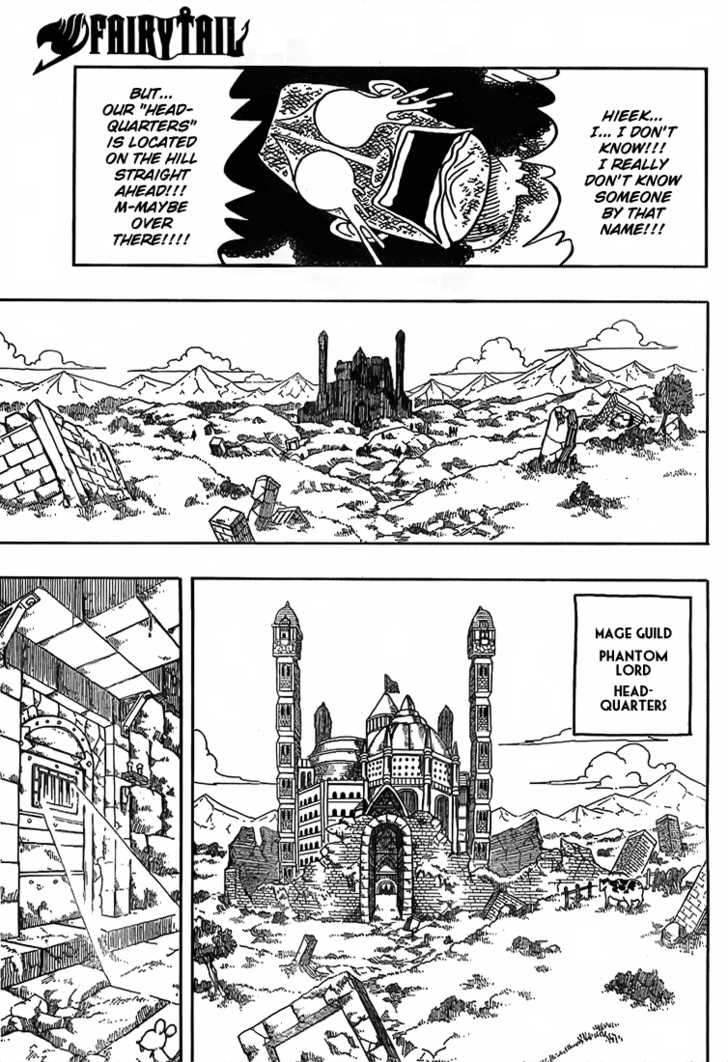 FAIRY TAIL
HIEEK...
I... I DON'T
KNOW!!!
I REALLY
DON'T KNOW
SOMEONE
BY THAT
NAME!!!
BUT...
OUR "HEAD-
QUARTERS"
IS LOCATED
ON THE HILL
STRAIGHT
AHEAD!!!
M-MAYBE
OVER
THERE!!!!
MAGE GUILD
PHANTOM
LORD
HEAD-
QUARTERS